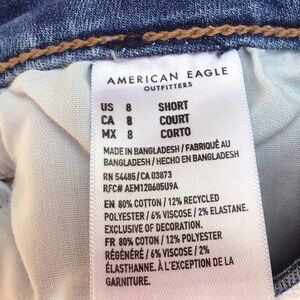 AMERICAN EAGLE
OUTFITTERS
US 8 SHORT
CA 8 COURT
MX 8 CORTO
MADE IN BANGLADESH / FABRIQUÉ AU
BANGLADESH / HECHO EN BANGLADESH
RN 54485/CA 03873
RFC# AEM120605U9A
EN 80% COTTON / 12% RECYCLED
POLYESTER / 6% VISCOSE / 2% ELASTANE.
EXCLUSIVE OF DECORATION.
FR 80% COTON / 12% POLYESTER
RÉGÉNÉRÉ / 6% VISCOSE / 2%
ÉLASTHANNE. À L'EXCEPTION DE LA
GARNITURE.